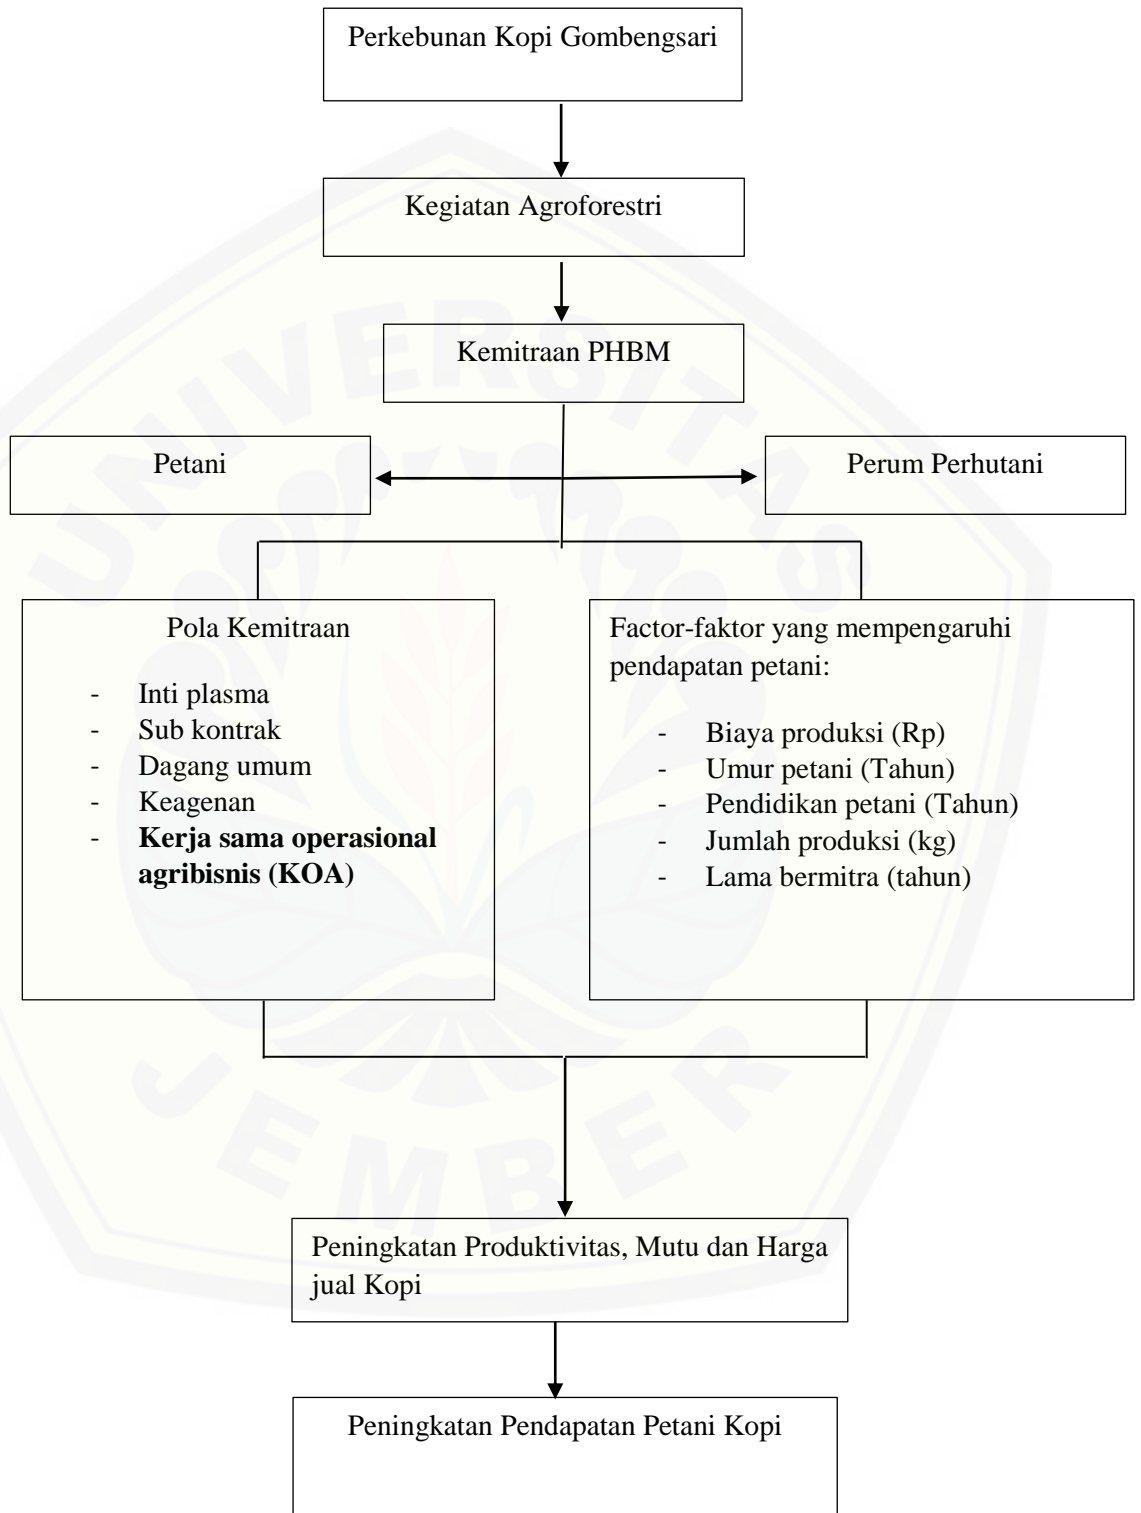 Perkebunan Kopi Gombengsari
Kegiatan Agroforestri
Kemitraan PHBM
Petani
Perum Perhutani
Pola Kemitraan
- Inti plasma
- Sub kontrak
- Dagang umum
- Keagenan
- Kerja sama operasional
agribisnis (KOA)
Factor-faktor yang mempengaruhi
pendapatan petani:
- Biaya produksi (Rp)
- Umur petani (Tahun)
- Pendidikan petani (Tahun)
- Jumlah produksi (kg)
- Lama bermitra (tahun)
Peningkatan Produktivitas, Mutu dan Harga
jual Kopi
Peningkatan Pendapatan Petani Kopi
UNIVERSITAS
JEMBER